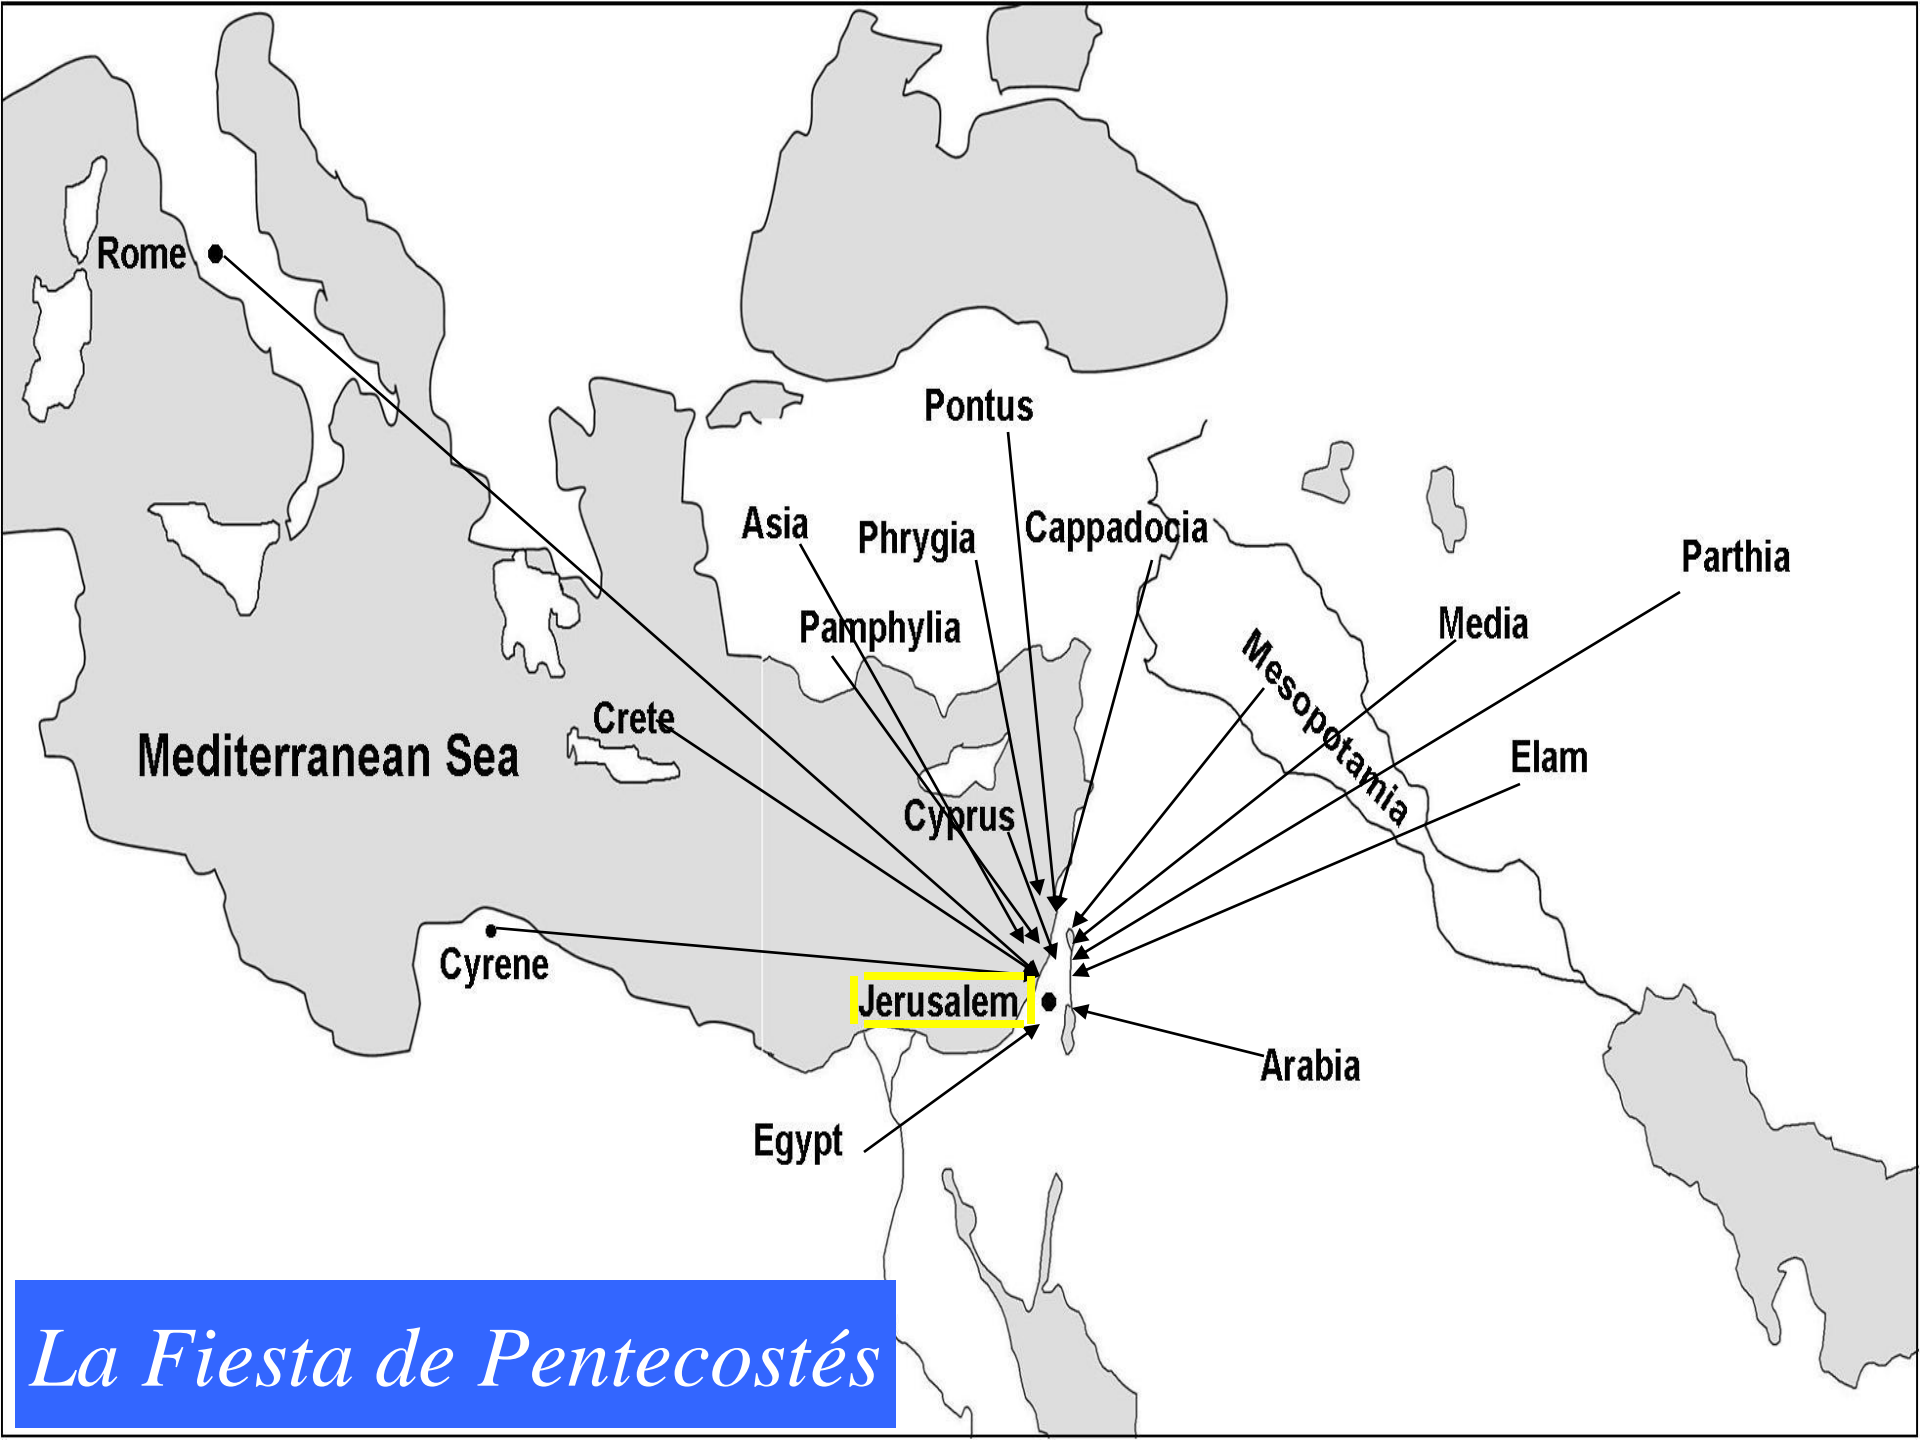 Rome
Pontus
Asia
Phrygia
Cappadocia
Parthia
Pamphylia
Media
Mesopotamia
Crete
Mediterranean Sea
Elam
Cyprus
Cyrene
Jerusalem
Arabia
Egypt
La Fiesta de Pentecostés